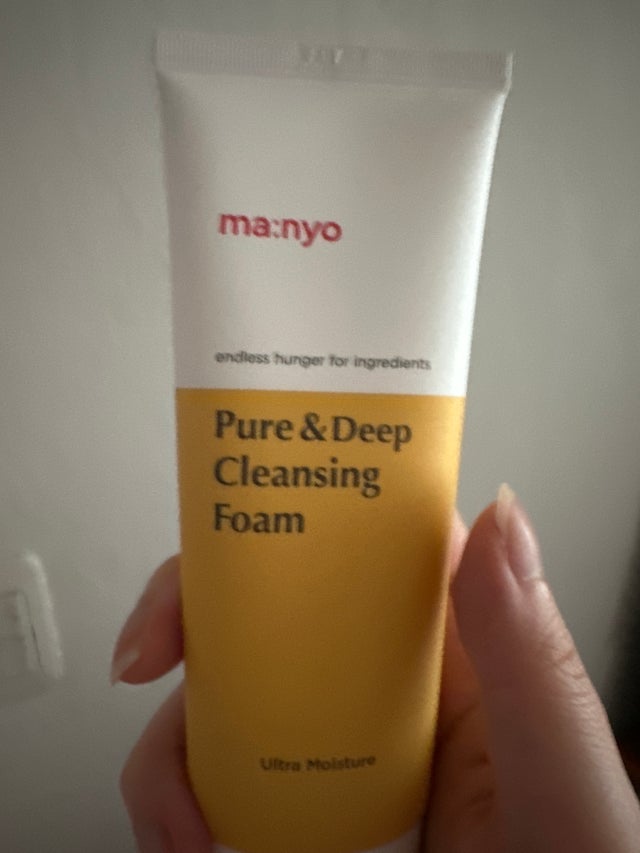 ma:nyo
endless hunger for ingredients
Pure & Deep
Cleansing
Foam
Ultra Moisture